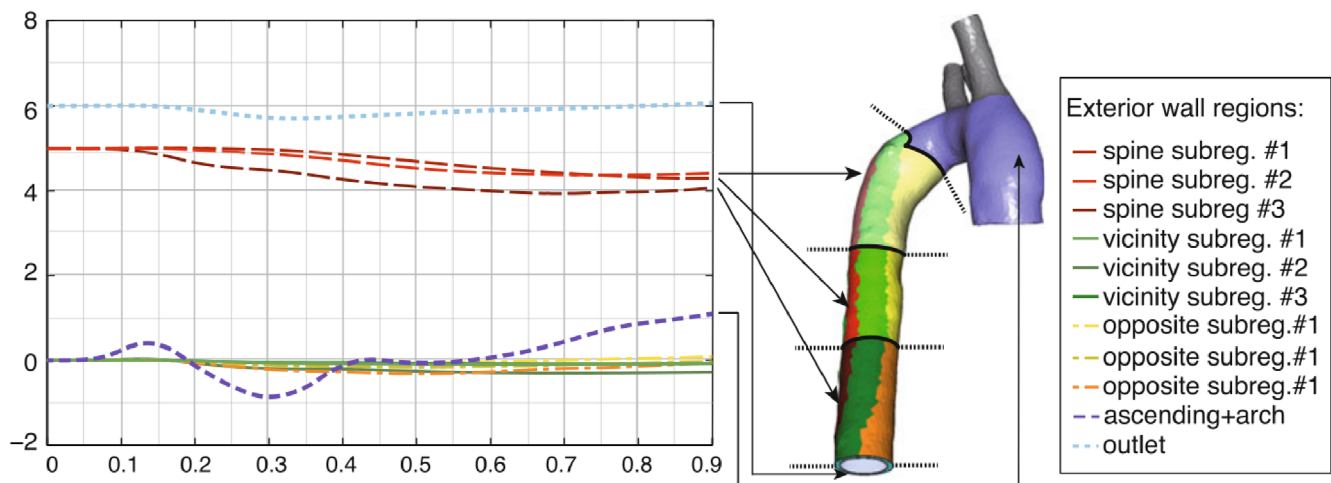 8
6
4
2
0
−2
0 0.1 0.2 0.3 0.4 0.5 0.6 0.7 0.8 0.9
Exterior wall regions:
spine subreg. #1
spine subreg. #2
spine subreg #3
vicinity subreg. #1
vicinity subreg. #2
vicinity subreg. #3
opposite subreg.#1
opposite subreg.#1
opposite subreg.#1
ascending+arch
outlet